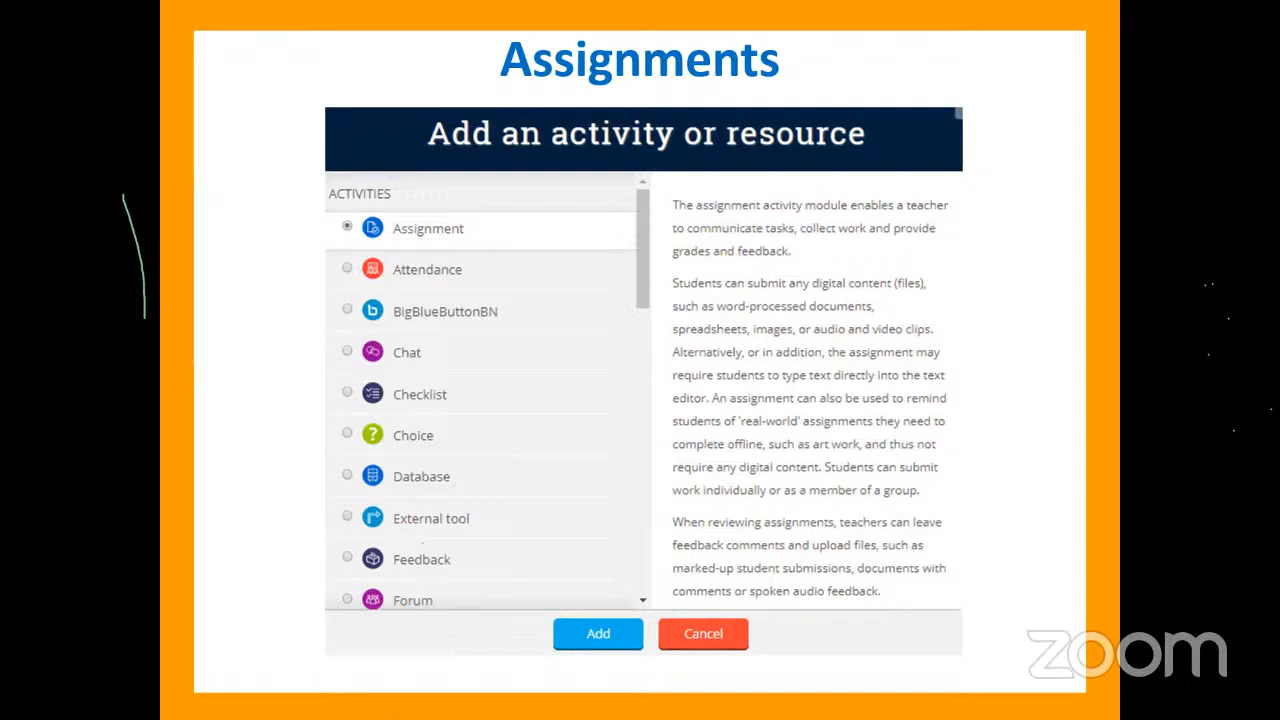 Assignments
Add an activity or resource
ACTIVITIES
Assignment
Attendance
BigBlueButtonBN
Chat
Checklist
Choice
Database
External tool
Feedback
Forum
The assignment activity module enables a teacher
to communicate tasks, collect work and provide
grades and feedback.
Students can submit any digital content (files),
such as word-processed documents,
spreadsheets, images, or audio and video clips.
Alternatively, or in addition, the assignment may
require students to type text directly into the text
editor. An assignment can also be used to remind
students of 'real-world' assignments they need to
complete offline, such as art work, and thus not
require any digital content. Students can submit
work individually or as a member of a group.
When reviewing assignments, teachers can leave
feedback comments and upload files, such as
marked-up student submissions, documents with
comments or spoken audio feedback.
Add
Cancel
zoom